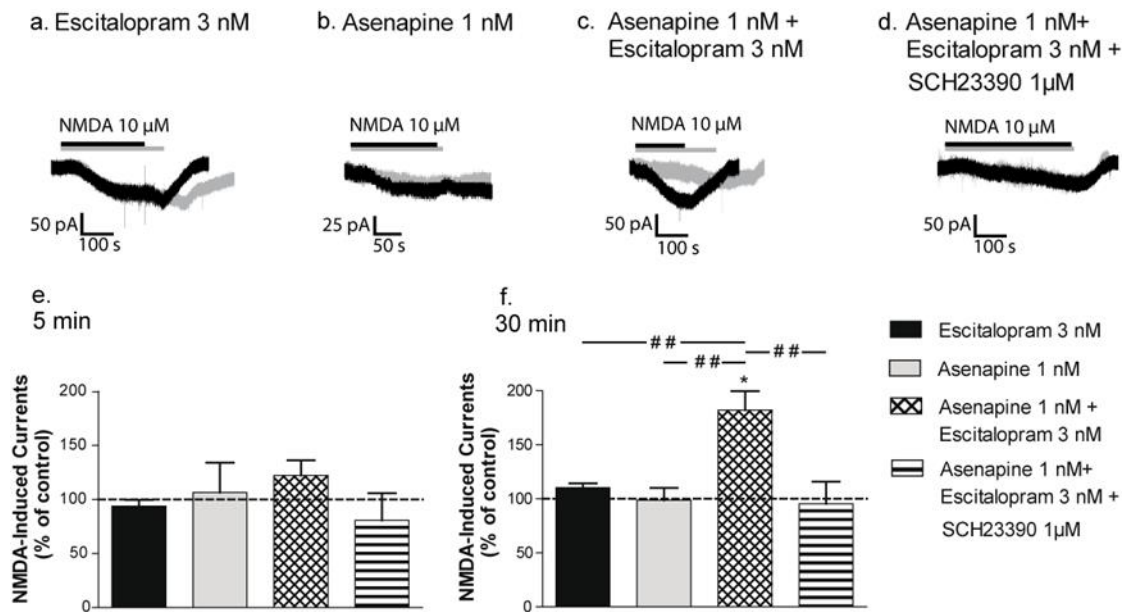 a. Escitalopram 3 nM
b. Asenapine 1 nM
c. Asenapine 1 nM +
Escitalopram 3 nM
d. Asenapine 1 nM+
Escitalopram 3 nM +
SCH23390 1µM
NMDA 10 µM
50 pA
100 s
NMDA 10 µM
25 pA
50 s
NMDA 10 µM
50 pA
100 s
NMDA 10 µM
50 pA
100 s
e.
5 min
NMDA-Induced Currents
(% of control)
200
150
100
50
0
f.
30 min
##
##
##
*
NMDA-Induced Currents
(% of control)
200
150
100
50
0
Escitalopram 3 nM
Asenapine 1 nM
Asenapine 1 nM +
Escitalopram 3 nM
Asenapine 1 nM+
Escitalopram 3 nM +
SCH23390 1µM